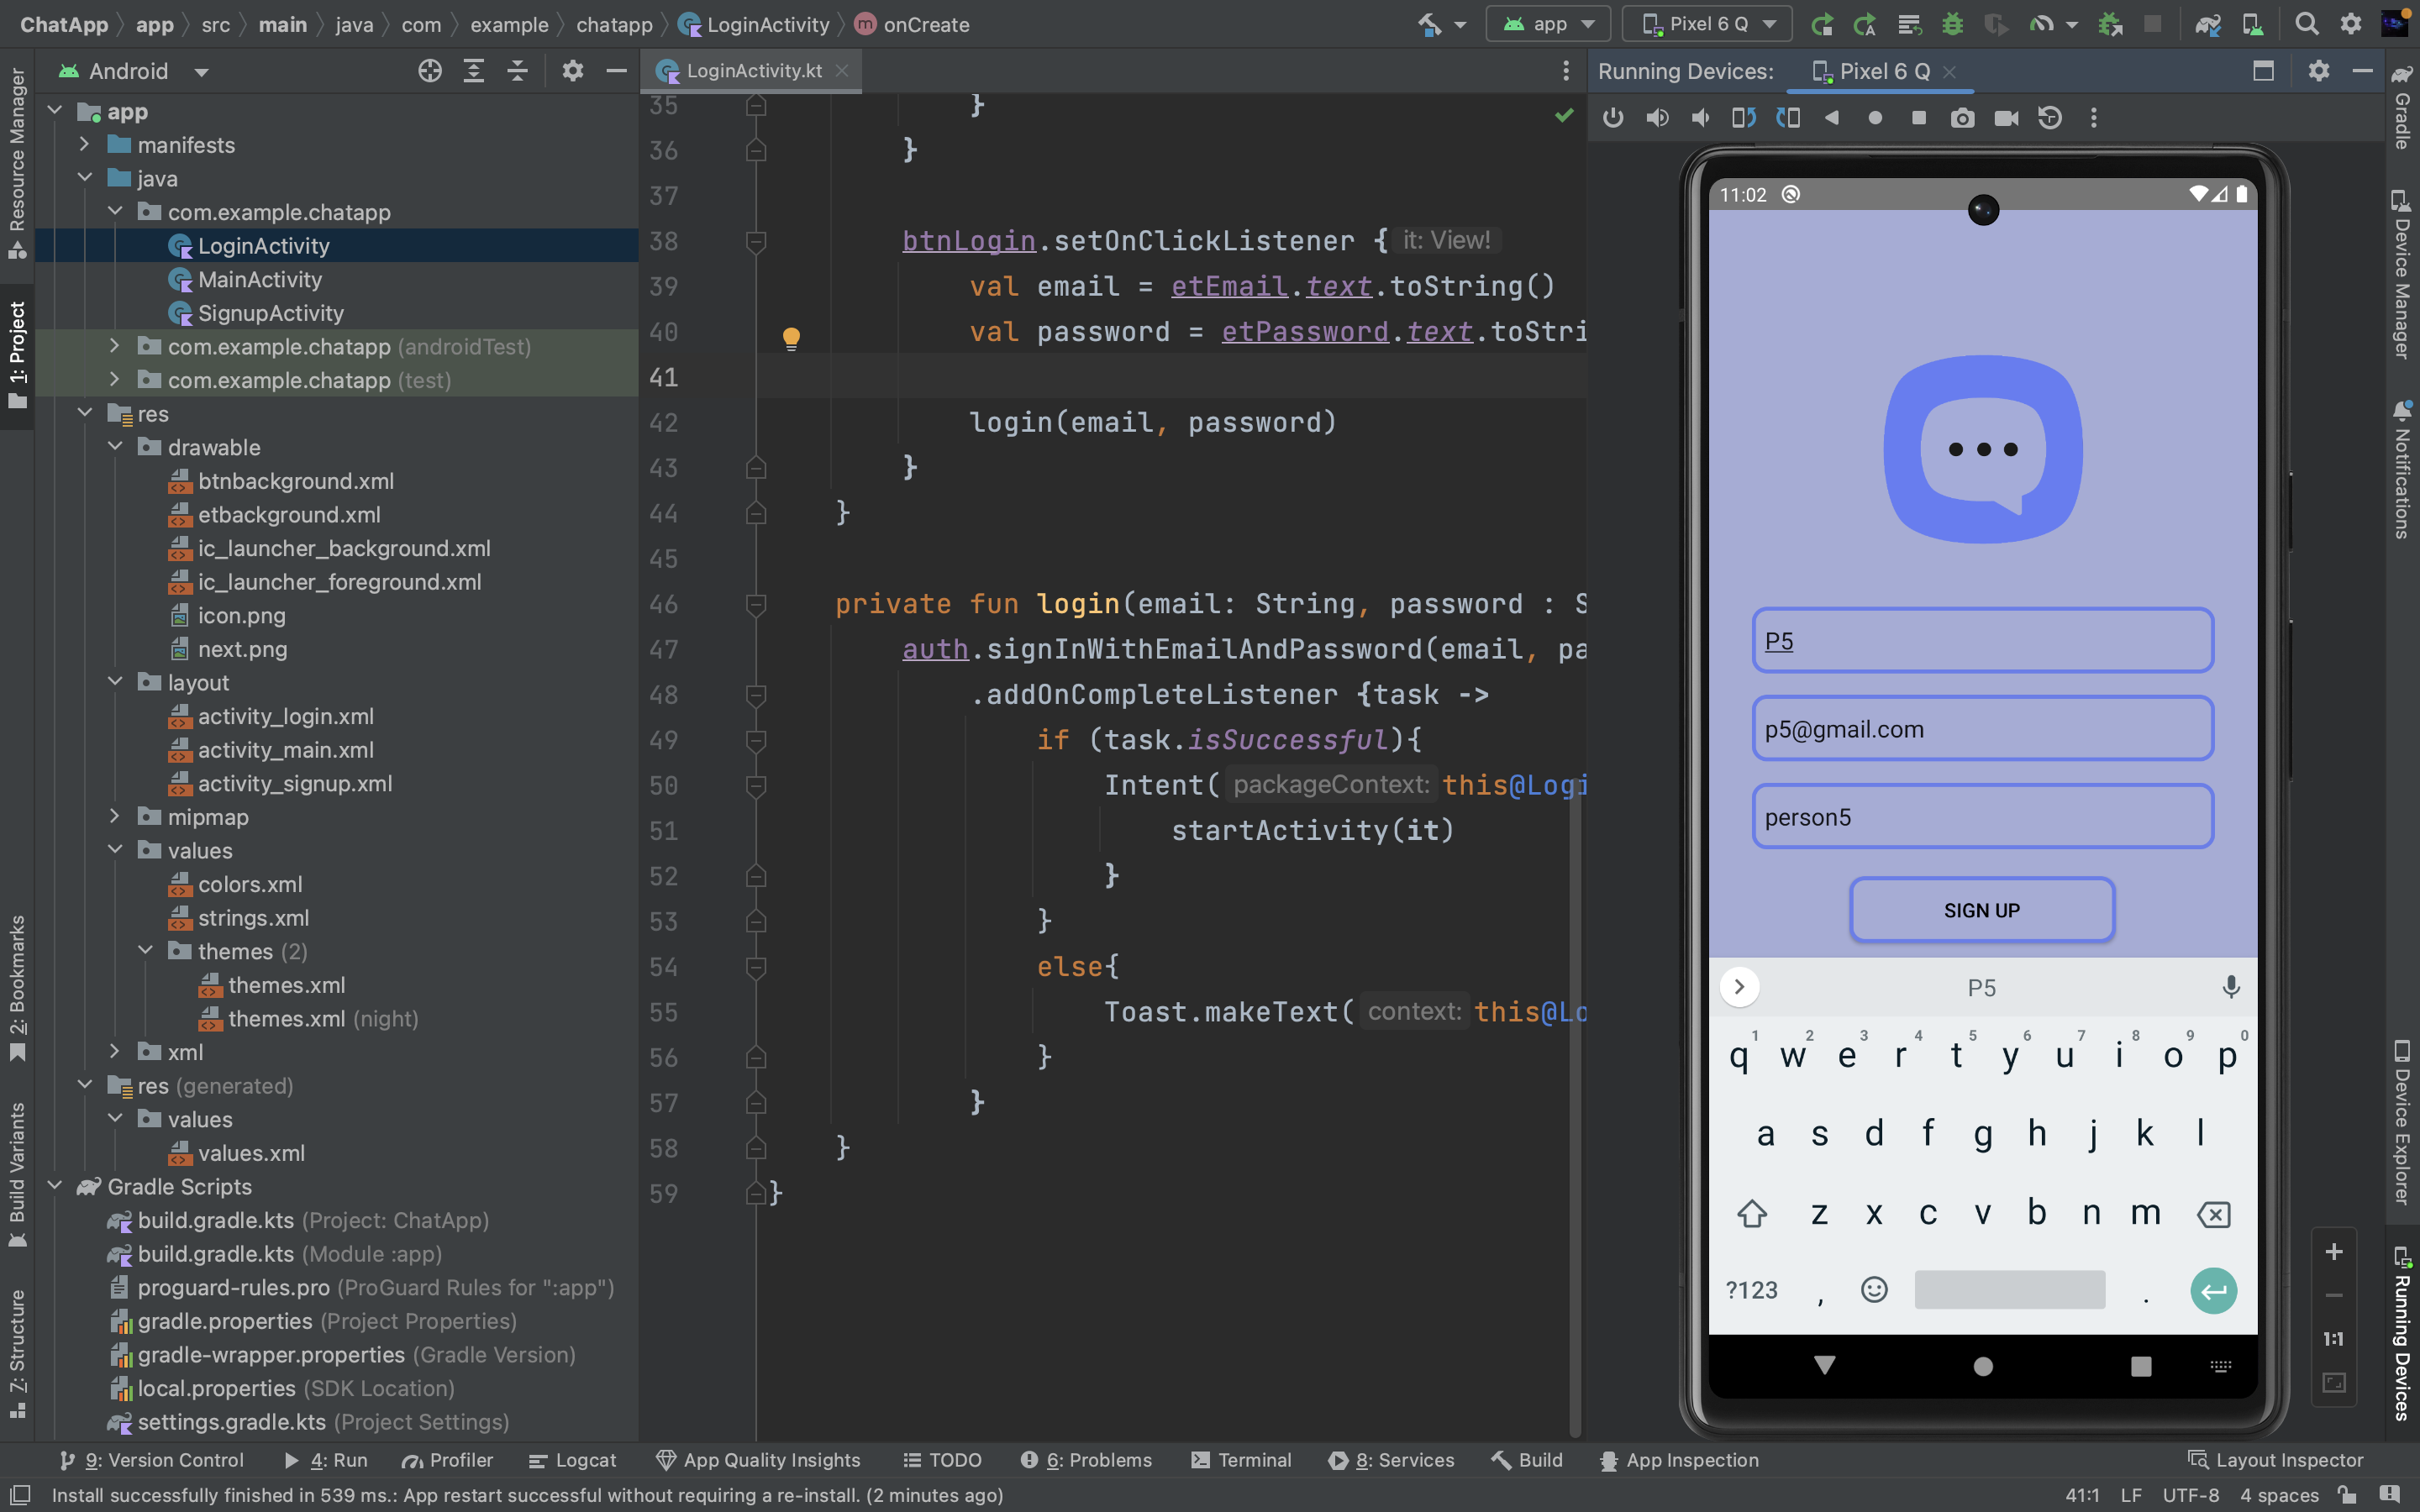 ChatApp app src main java com example chatapp LoginActivity m onCreate
app
Pixel 6 Q
Resource Manager
1: Project
2: Bookmarks
Build Variants
7: Structure
Android
app
manifests
java
com.example.chatapp
LoginActivity
MainActivity
SignupActivity
com.example.chatapp (androidTest)
com.example.chatapp (test)
res
drawable
btnbackground.xml
etbackground.xml
ic_launcher_background.xml
ic_launcher_foreground.xml
icon.png
next.png
layout
activity_login.xml
activity_main.xml
activity_signup.xml
mipmap
values
colors.xml
strings.xml
themes (2)
themes.xml
themes.xml (night)
xml
res (generated)
values
values.xml
Gradle Scripts
build.gradle.kts (Project: ChatApp)
build.gradle.kts (Module :app)
proguard-rules.pro (ProGuard Rules for ":app")
gradle.properties (Project Properties)
gradle-wrapper.properties (Gradle Version)
local.properties (SDK Location)
settings.gradle.kts (Project Settings)
LoginActivity.kt
35 }
36 }
37
38 btnLogin.setOnClickListener { it: View!
39 val email = etEmail.text.toString()
40 val password = etPassword.text.toStri
41
42 login(email, password)
43 }
44 }
45
46 private fun login(email: String, password : S
47 auth.signInWithEmailAndPassword(email, pa
48 .addOnCompleteListener {task ->
49 if (task.isSuccessful){
50 Intent( packageContext: this@Logi
51 startActivity(it)
52 }
53 }
54 else{
55 Toast.makeText( context: this@Lo
56 }
57 }
58 }
59 }
Running Devices: Pixel 6 Q
11:02
P5
p5@gmail.com
person5
SIGN UP
P5
q 1 w 2 e 3 r 4 t 5 y 6 u 7 i 8 o 9 p 0
a s d f g h j k l
z x c v b n m
?123 , .
1:1
Gradle
Device Manager
Notifications
Device Explorer
Running Devices
9: Version Control 4: Run Profiler Logcat App Quality Insights TODO 6: Problems Terminal 8: Services Build App Inspection Layout Inspector
Install successfully finished in 539 ms.: App restart successful without requiring a re-install. (2 minutes ago) 41:1 LF UTF-8 4 spaces